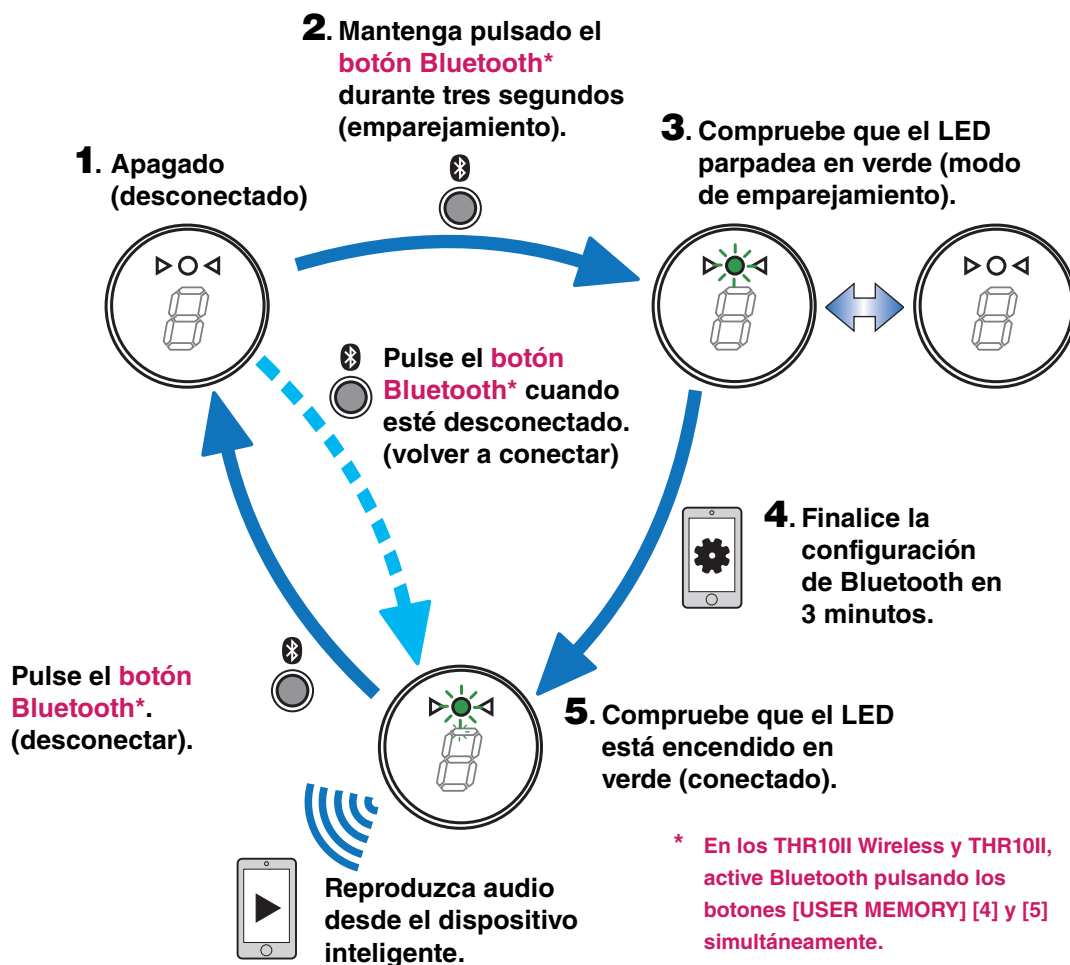 1. Apagado
(desconectado)
2. Mantenga pulsado el
botón Bluetooth*
durante tres segundos
(emparejamiento).
3. Compruebe que el LED
parpadea en verde (modo
de emparejamiento).
Pulse el botón
Bluetooth* cuando
esté desconectado.
(volver a conectar)
4. Finalice la
configuración
de Bluetooth en
3 minutos.
Pulse el botón
Bluetooth*.
(desconectar).
5. Compruebe que el LED
está encendido en
verde (conectado).
Reproduzca audio
desde el dispositivo
inteligente.
* En los THR10II Wireless y THR10II,
active Bluetooth pulsando los
botones [USER MEMORY] [4] y [5]
simultáneamente.